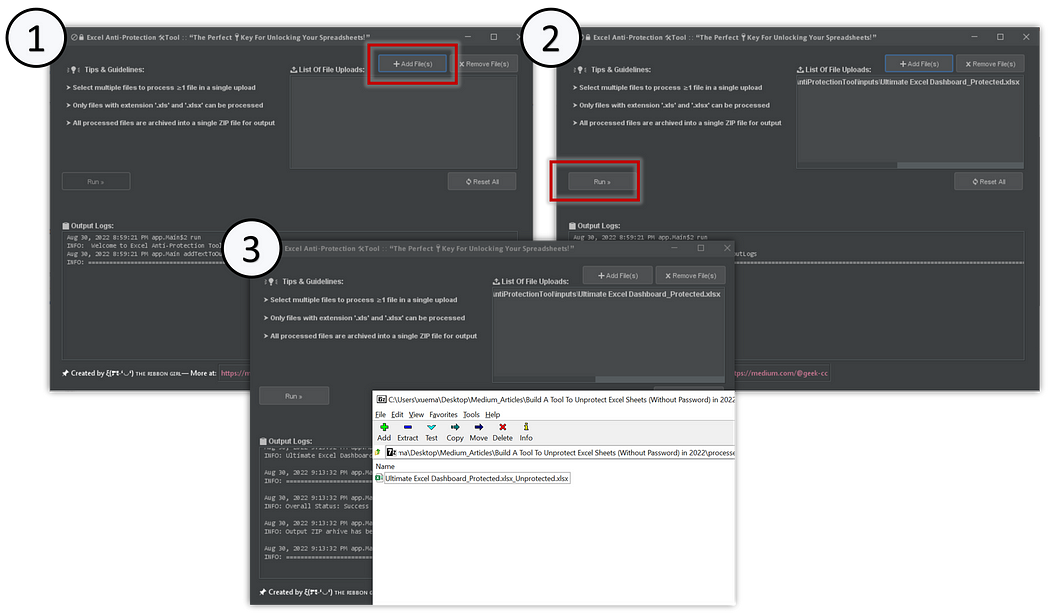 1
Excel Anti-Protection 🛠Tool :: "The Perfect 🔑Key For Unlocking Your Spreadsheets!"
Tips & Guidelines:
List Of File Uploads:
+ Add File(s)
x Remove File(s)
➤ Select multiple files to process ≥1 file in a single upload
➤ Only files with extension '.xls' and '.xlsx' can be processed
➤ All processed files are archived into a single ZIP file for output
Run »
Reset All
Output Logs:
Aug 30, 2022 8:59:21 PM app.Main$2 run
INFO: Welcome to Excel Anti-Protection Tool
Aug 30, 2022 8:59:21 PM app.Main addTextToOu
INFO: ==========================
Created by ξ(🎀˶❛◡❛) THE RIBBON GIRL— More at:
https://m
2
Excel Anti-Protection 🛠Tool :: "The Perfect 🔑Key For Unlocking Your Spreadsheets!"
Tips & Guidelines:
List Of File Uploads:
+ Add File(s)
x Remove File(s)
➤ Select multiple files to process ≥1 file in a single upload
➤ Only files with extension '.xls' and '.xlsx' can be processed
➤ All processed files are archived into a single ZIP file for output
antiProtectionTool\inputs\Ultimate Excel Dashboard_Protected.xlsx
Run »
Reset All
Output Logs:
Aug 30, 2022 8:59:21 PM app.Main$2 run
outLogs
==========================
tps://medium.com/@geek-cc
3
Excel Anti-Protection 🛠Tool :: "The Perfect 🔑Key For Unlocking Your Spreadsheets!"
Tips & Guidelines:
List Of File Uploads:
+ Add File(s)
x Remove File(s)
➤ Select multiple files to process ≥1 file in a single upload
➤ Only files with extension '.xls' and '.xlsx' can be processed
➤ All processed files are archived into a single ZIP file for output
antiProtectionTool\inputs\Ultimate Excel Dashboard_Protected.xlsx
Run »
Output Logs:
INFO: Ultimate Excel Dashboard
Aug 30, 2022 9:13:32 PM app.Ma
INFO: ==================
Aug 30, 2022 9:13:32 PM app.Ma
INFO: Overall Status: Success
Aug 30, 2022 9:13:32 PM app.Ma
INFO: Output ZIP arhive has be
Aug 30, 2022 9:13:32 PM app.Ma
INFO: ==================
Created by ξ(🎀˶❛◡❛) THE RIBBON G
C:\Users\ruema\Desktop\Medium_Articles\Build A Tool To Unprotect Excel Sheets (Without Password) in 2022
File Edit View Favorites Tools Help
Add Extract Test Copy Move Delete Info
ma\Desktop\Medium_Articles\Build A Tool To Unprotect Excel Sheets (Without Password) in 2022\processe
Name
Ultimate Excel Dashboard_Protected.xlsx_Unprotected.xlsx